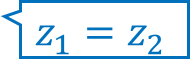 z₁ = z₂